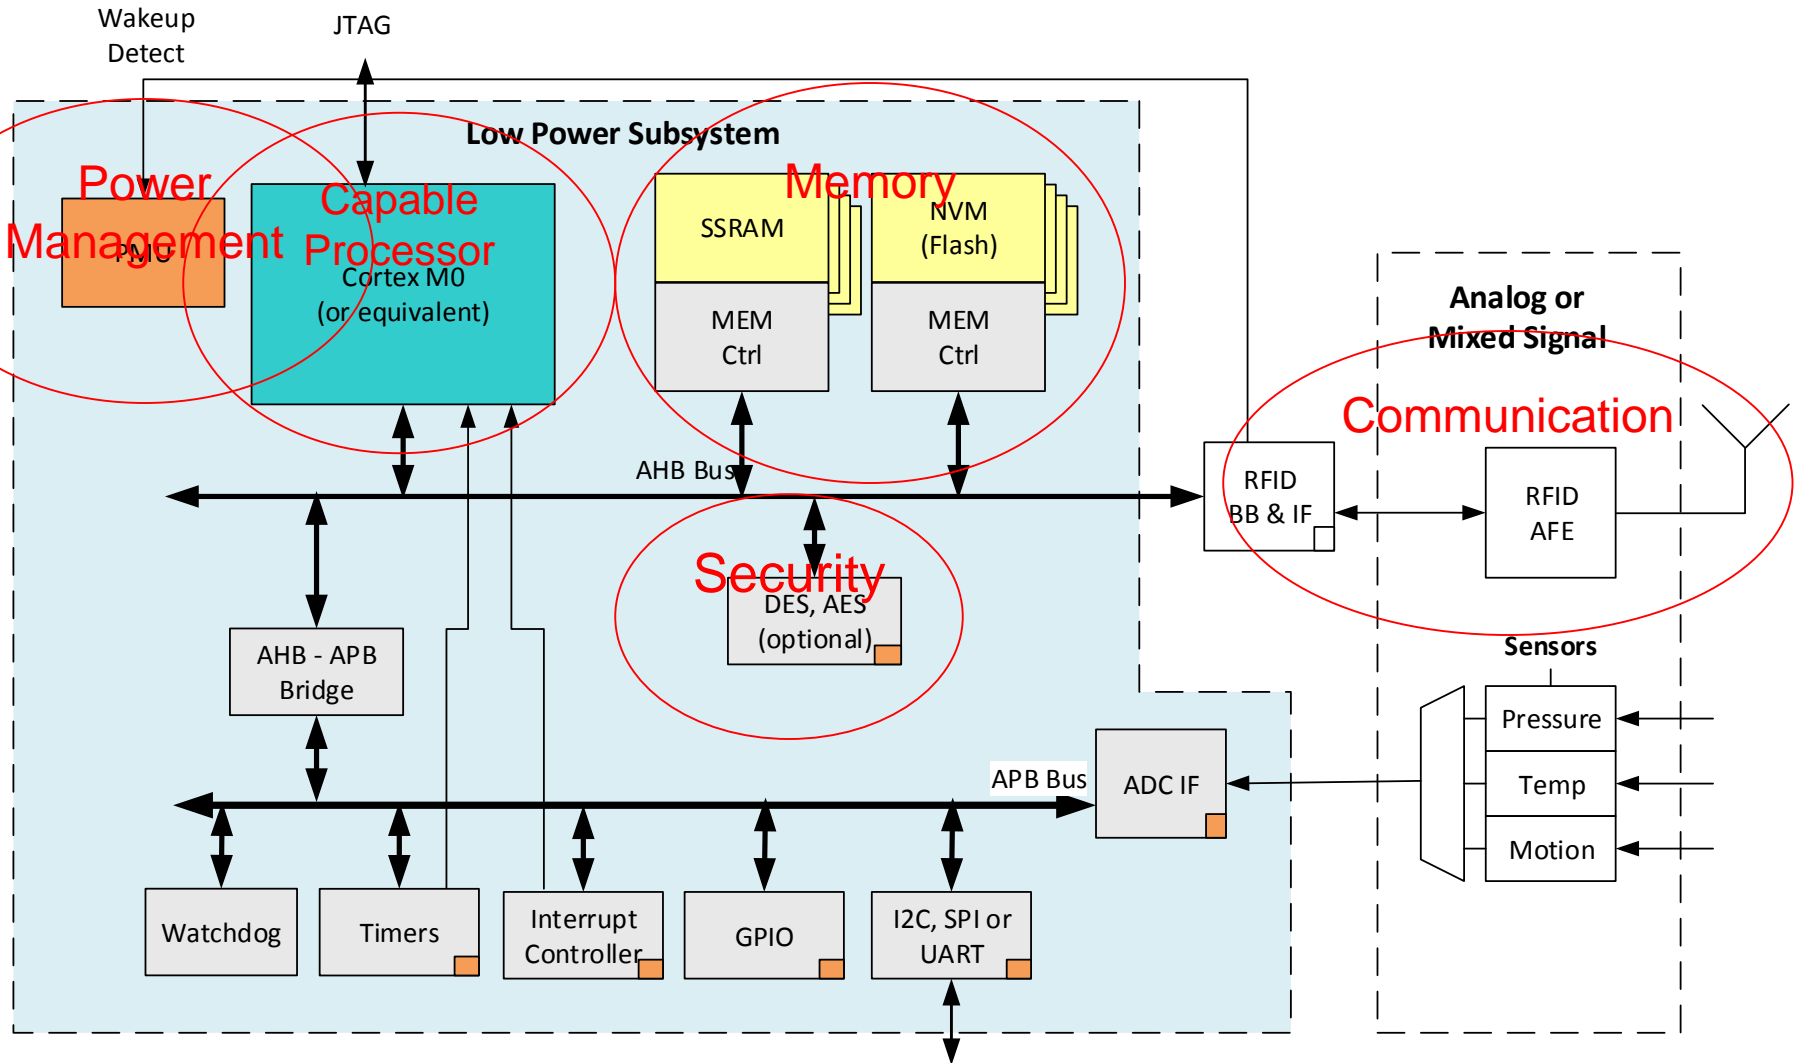 Wakeup
Detect
JTAG
Low Power Subsystem
Power
Management
PMU
Capable
Processor
Cortex M0
(or equivalent)
Memory
SSRAM
MEM
Ctrl
NVM
(Flash)
MEM
Ctrl
Analog or
Mixed Signal
Communication
AHB Bus
RFID
BB & IF
RFID
AFE
Security
DES, AES
(optional)
AHB - APB
Bridge
Sensors
Pressure
Temp
Motion
APB Bus
ADC IF
Watchdog
Timers
Interrupt
Controller
GPIO
I2C, SPI or
UART